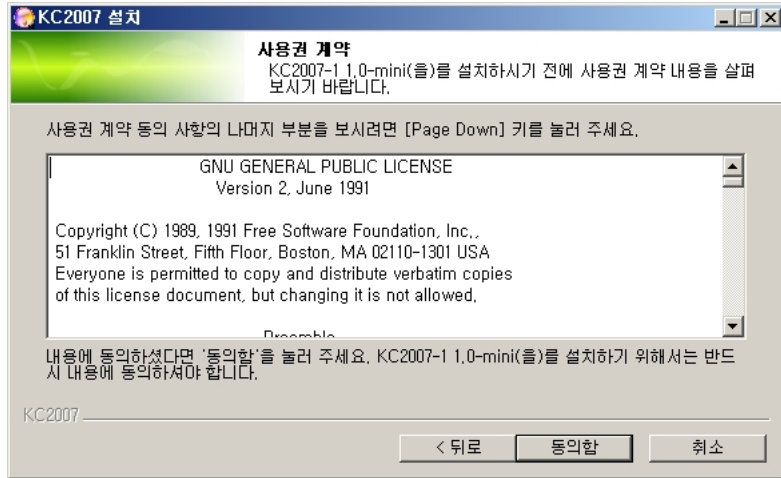 KC2007 설치
사용권 계약
KC2007-1 1.0-mini(을)를 설치하시기 전에 사용권 계약 내용을 살펴
보시기 바랍니다.
사용권 계약 동의 사항의 나머지 부분을 보시려면 [Page Down] 키를 눌러 주세요.
GNU GENERAL PUBLIC LICENSE
Version 2, June 1991
Copyright (C) 1989, 1991 Free Software Foundation, Inc.,
51 Franklin Street, Fifth Floor, Boston, MA 02110-1301 USA
Everyone is permitted to copy and distribute verbatim copies
of this license document, but changing it is not allowed.
Preamble
내용에 동의하셨다면 '동의함'을 눌러 주세요. KC2007-1 1.0-mini(을)를 설치하기 위해서는 반드
시 내용에 동의하셔야 합니다.
KC2007
< 뒤로
동의함
취소